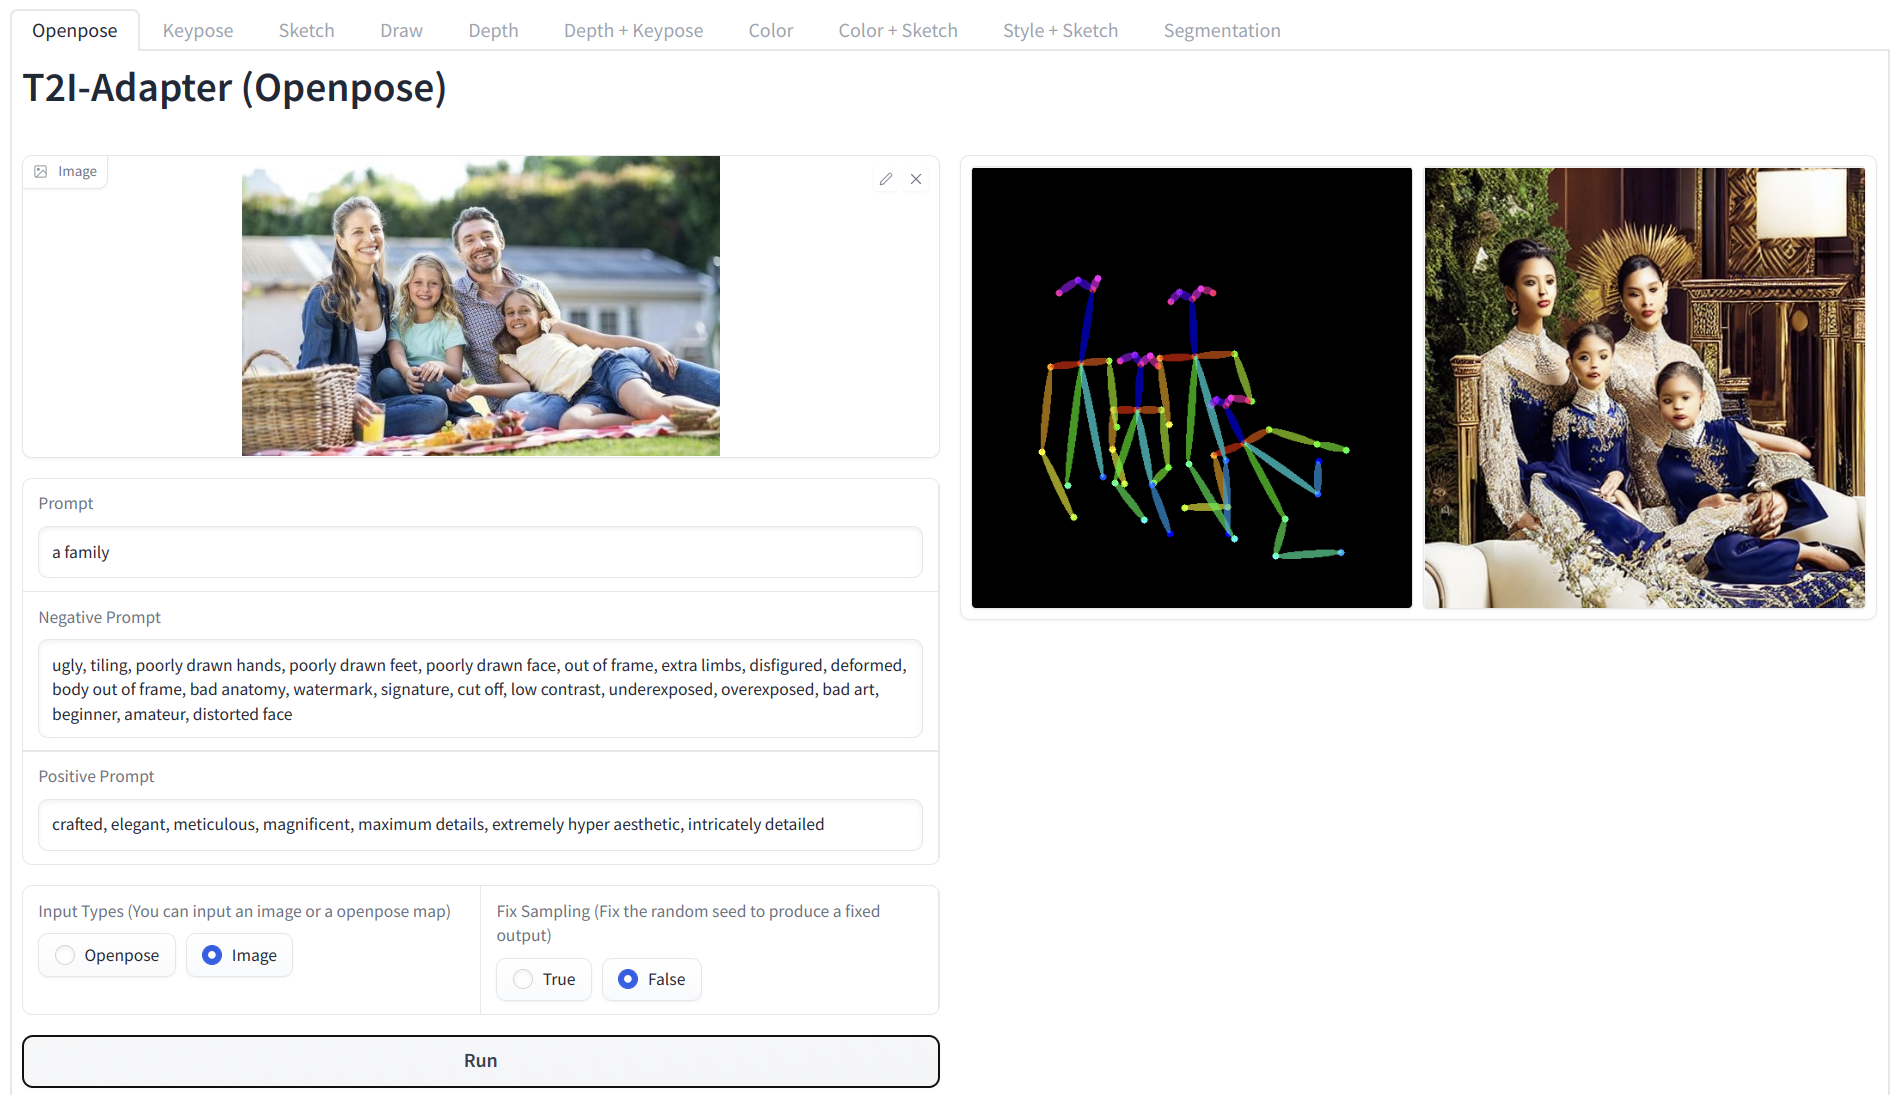 Openpose Keypose Sketch Draw Depth Depth + Keypose Color Color + Sketch Style + Sketch Segmentation
T2I-Adapter (Openpose)
Image
Prompt
a family
Negative Prompt
ugly, tiling, poorly drawn hands, poorly drawn feet, poorly drawn face, out of frame, extra limbs, disfigured, deformed,
body out of frame, bad anatomy, watermark, signature, cut off, low contrast, underexposed, overexposed, bad art,
beginner, amateur, distorted face
Positive Prompt
crafted, elegant, meticulous, magnificent, maximum details, extremely hyper aesthetic, intricately detailed
Input Types (You can input an image or a openpose map)
Openpose Image
Fix Sampling (Fix the random seed to produce a fixed
output)
True False
Run